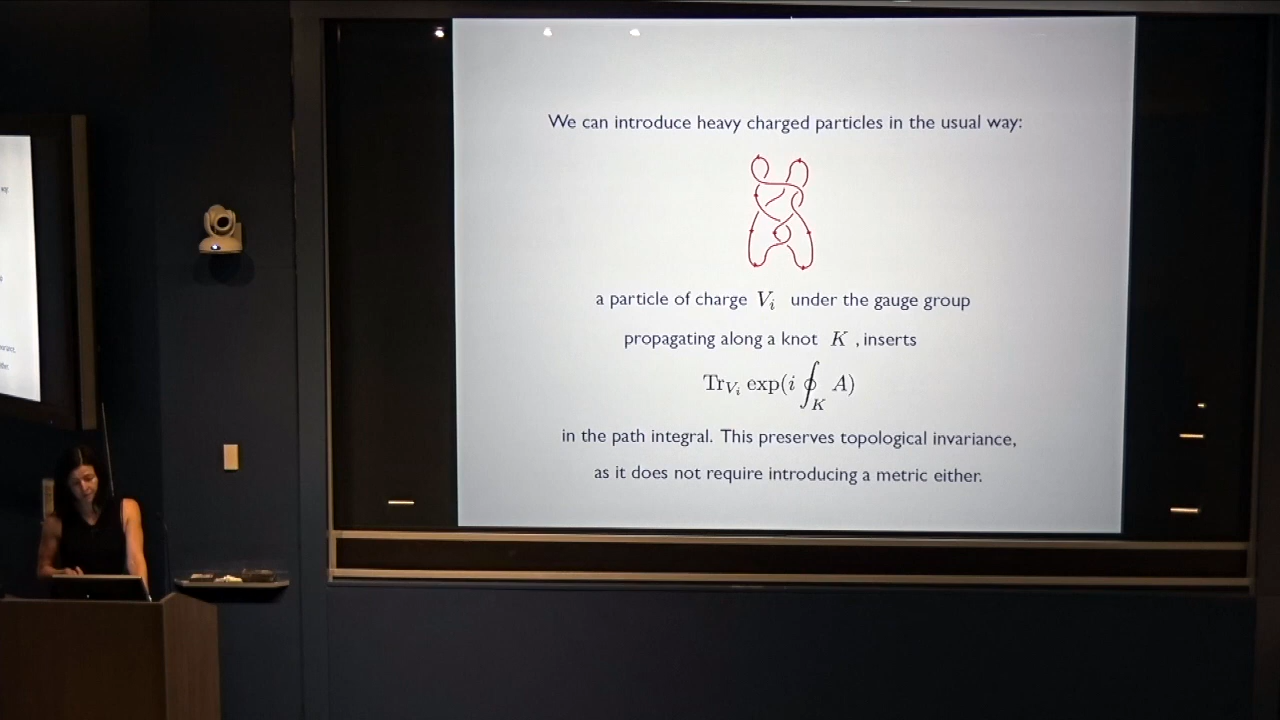 We can introduce heavy charged particles in the usual way:
a particle of charge $V_i$ under the gauge group
propagating along a knot $K$ , inserts
$\mathrm{Tr}_{V_i} \exp(i \oint_K A)$
in the path integral. This preserves topological invariance,
as it does not require introducing a metric either.